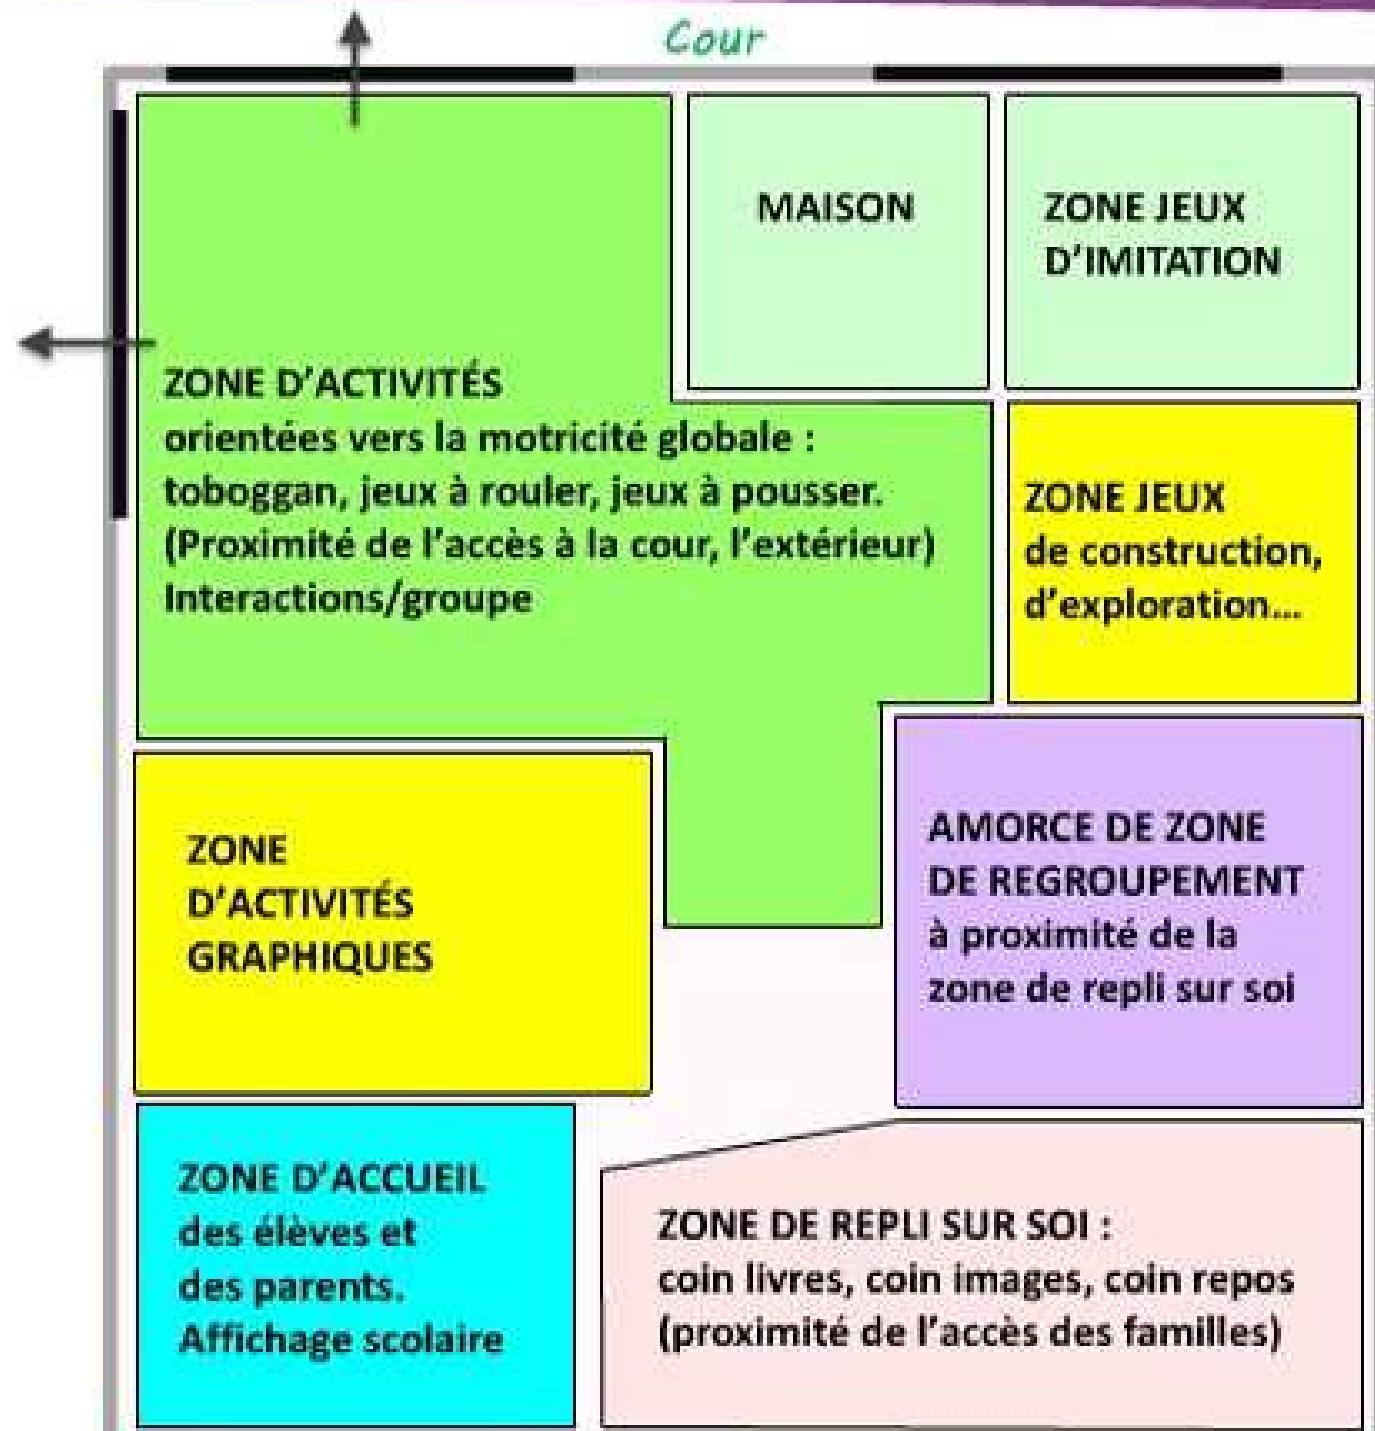 Cour
MAISON
ZONE JEUX
D'IMITATION
ZONE D'ACTIVITÉS
orientées vers la motricité globale :
toboggan, jeux à rouler, jeux à pousser.
(Proximité de l'accès à la cour, l'extérieur)
Interactions/groupe
ZONE JEUX
de construction,
d'exploration...
ZONE
D'ACTIVITÉS
GRAPHIQUES
AMORCE DE ZONE
DE REGROUPEMENT
à proximité de la
zone de repli sur soi
ZONE D'ACCUEIL
des élèves et
des parents.
Affichage scolaire
ZONE DE REPLI SUR SOI :
coin livres, coin images, coin repos
(proximité de l'accès des familles)